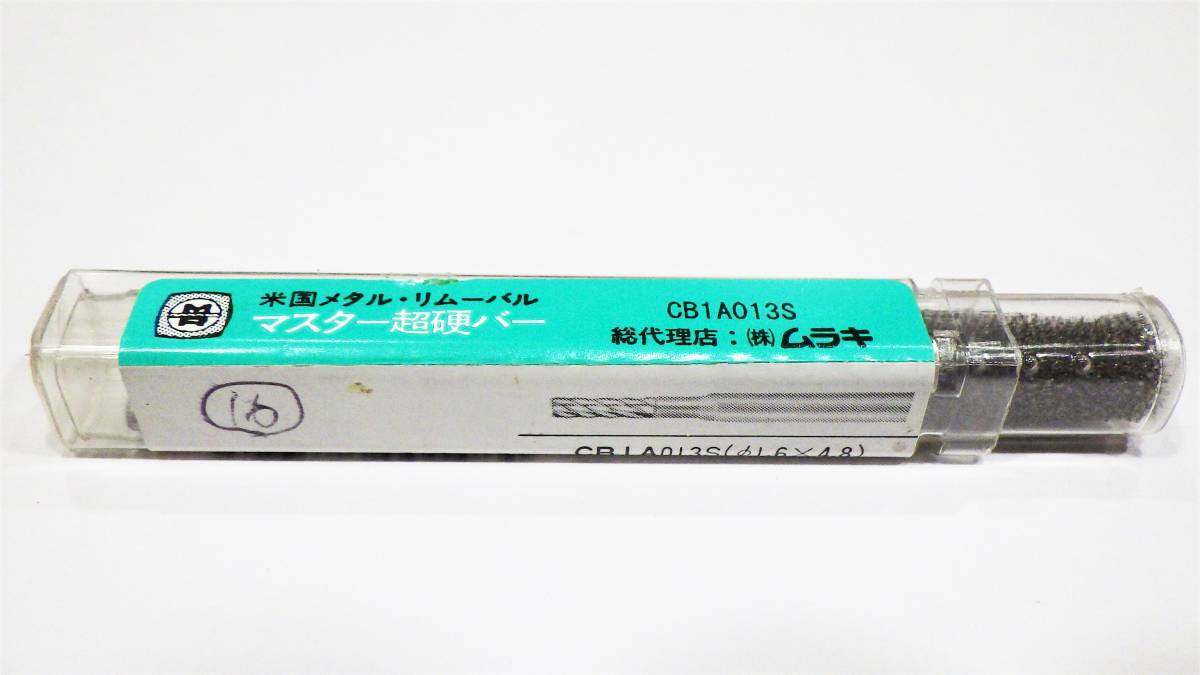 米国メタル・リムーバル
マスター超硬バー
CB1A013S
総代理店：㈱ムラキ
CB1A013S(φ1.6×4.8)